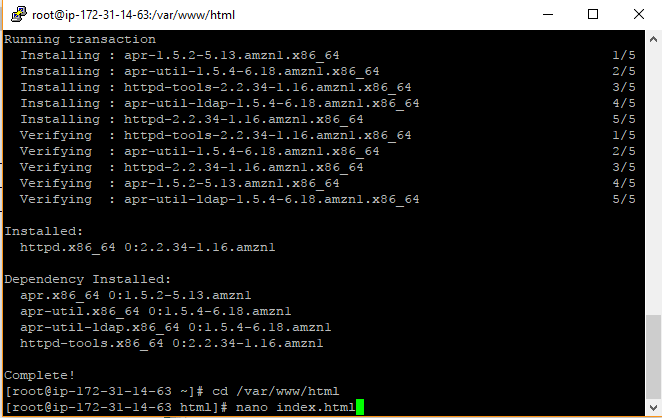 root@ip-172-31-14-63:/var/www/html
Running transaction
  Installing : apr-1.5.2-5.13.amzn1.x86_64 1/5
  Installing : apr-util-1.5.4-6.18.amzn1.x86_64 2/5
  Installing : httpd-tools-2.2.34-1.16.amzn1.x86_64 3/5
  Installing : apr-util-ldap-1.5.4-6.18.amzn1.x86_64 4/5
  Installing : httpd-2.2.34-1.16.amzn1.x86_64 5/5
  Verifying  : httpd-tools-2.2.34-1.16.amzn1.x86_64 1/5
  Verifying  : apr-util-1.5.4-6.18.amzn1.x86_64 2/5
  Verifying  : httpd-2.2.34-1.16.amzn1.x86_64 3/5
  Verifying  : apr-1.5.2-5.13.amzn1.x86_64 4/5
  Verifying  : apr-util-ldap-1.5.4-6.18.amzn1.x86_64 5/5
Installed:
  httpd.x86_64 0:2.2.34-1.16.amzn1
Dependency Installed:
  apr.x86_64 0:1.5.2-5.13.amzn1
  apr-util.x86_64 0:1.5.4-6.18.amzn1
  apr-util-ldap.x86_64 0:1.5.4-6.18.amzn1
  httpd-tools.x86_64 0:2.2.34-1.16.amzn1
Complete!
[root@ip-172-31-14-63 ~]# cd /var/www/html
[root@ip-172-31-14-63 html]# nano index.html